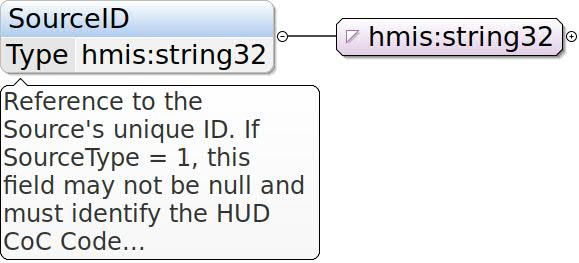 SourceID
Type hmis:string32
hmis:string32
Reference to the
Source's unique ID. If
SourceType = 1, this
field may not be null and
must identify the HUD
CoC Code...